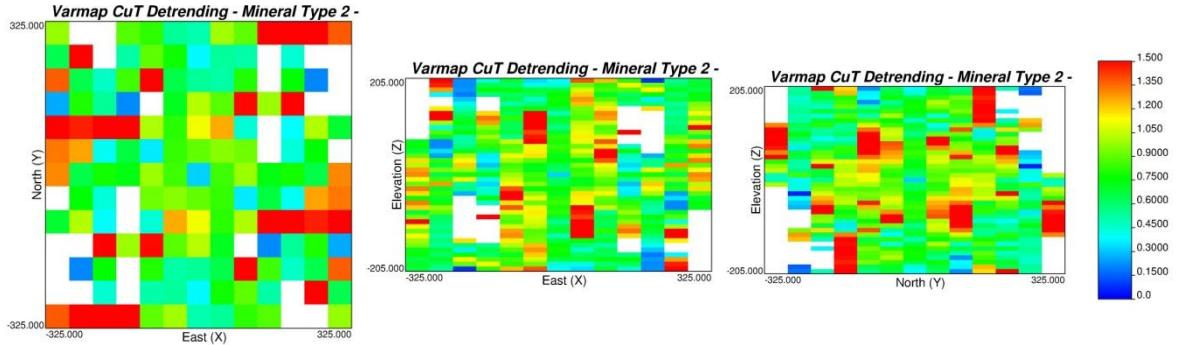 Varmap CuT Detrending - Mineral Type 2 -
325.000
North (Y)
-325.000
-325.000
East (X)
325.000
Varmap CuT Detrending - Mineral Type 2 -
205.000
Elevation (Z)
-205.000
-325.000
East (X)
325.000
Varmap CuT Detrending - Mineral Type 2 -
205.000
Elevation (Z)
-205.000
-325.000
North (Y)
325.000
1.500
1.350
1.200
1.050
0.9000
0.7500
0.6000
0.4500
0.3000
0.1500
0.0